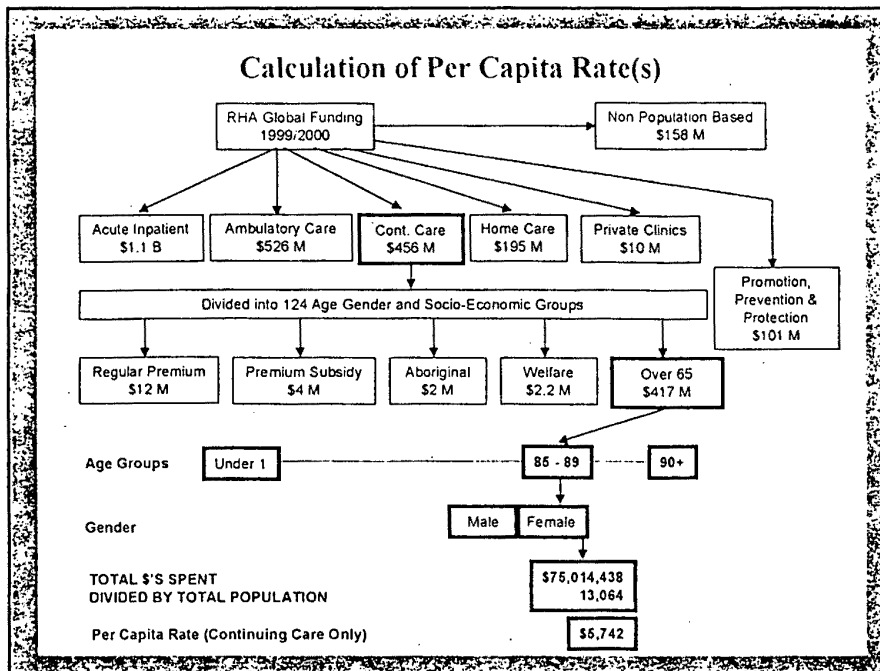 Calculation of Per Capita Rate(s)
RHA Global Funding
1999/2000
Non Population Based
$158 M
Acute Inpatient
$1.1 B
Ambulatory Care
$526 M
Cont. Care
$456 M
Home Care
$195 M
Private Clinics
$10 M
Promotion,
Prevention &
Protection
$101 M
Divided into 124 Age Gender and Socio-Economic Groups
Regular Premium
$12 M
Premium Subsidy
$4 M
Aboriginal
$2 M
Welfare
$2.2 M
Over 65
$417 M
Age Groups
Under 1
85 - 89
90+
Gender
Male
Female
TOTAL $'S SPENT
$75,014,438
DIVIDED BY TOTAL POPULATION
13,064
Per Capita Rate (Continuing Care Only)
$5,742